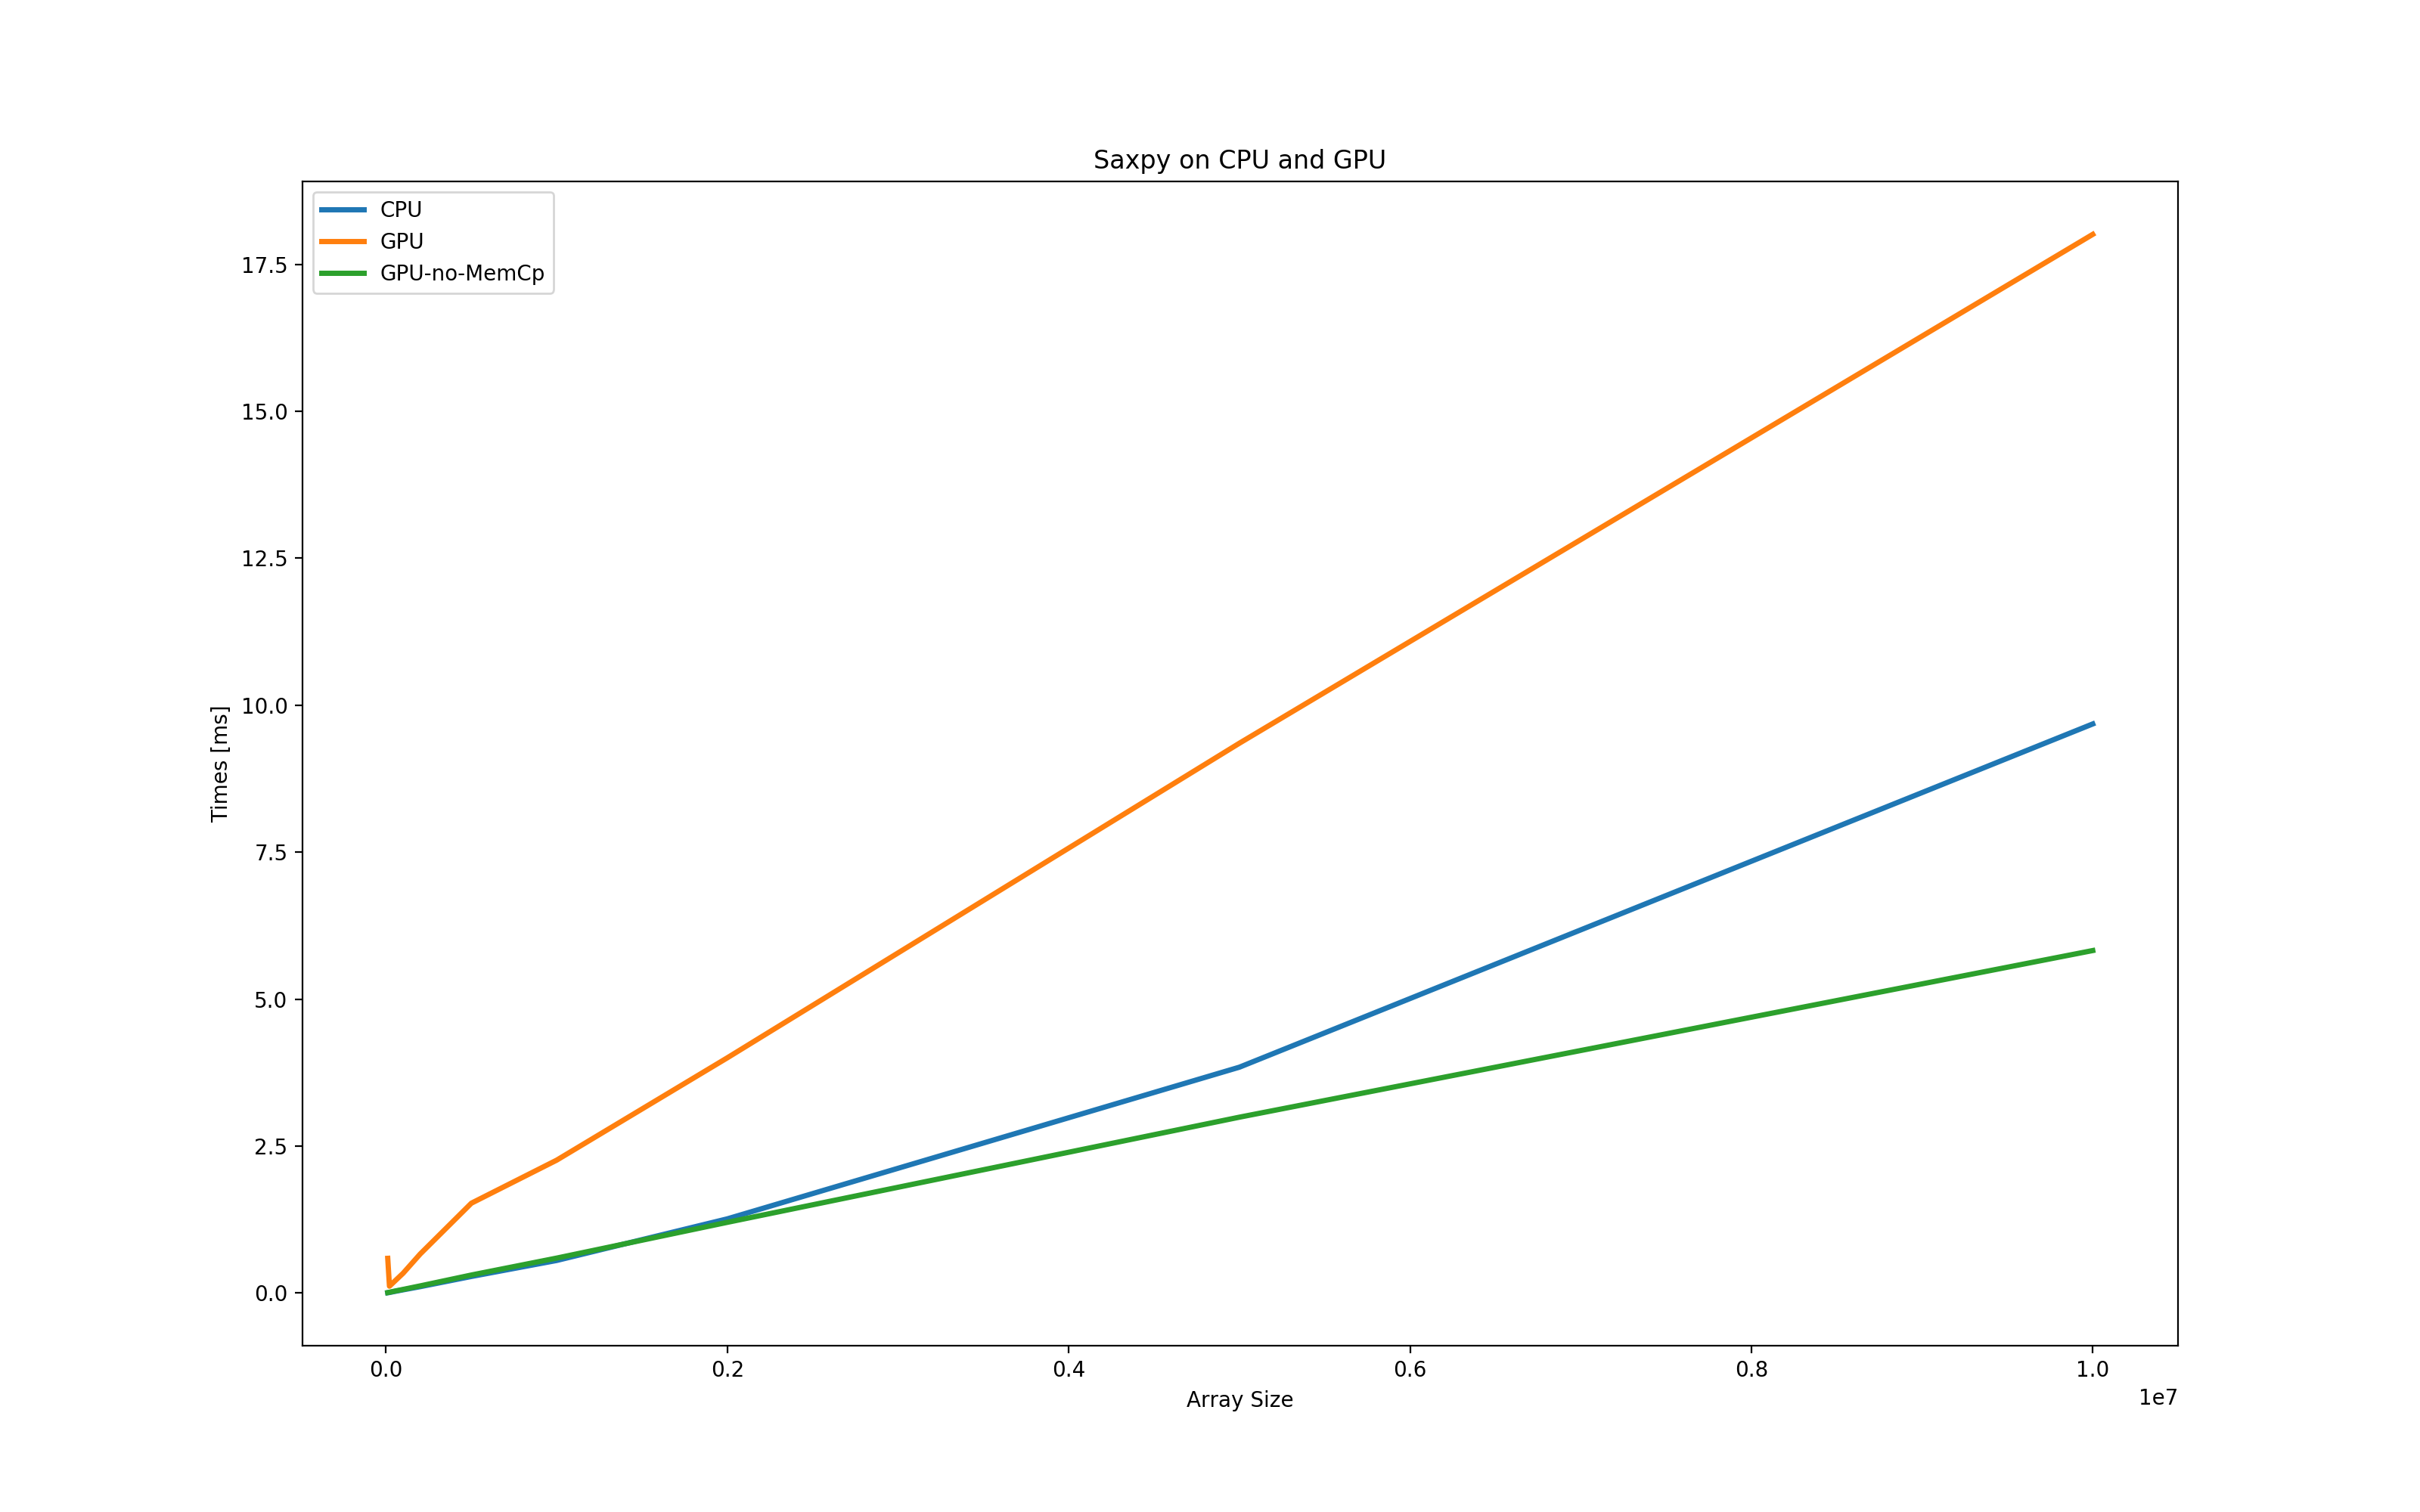 Saxpy on CPU and GPU
CPU
GPU
GPU-no-MemCp
17.5
15.0
12.5
10.0
7.5
5.0
2.5
0.0
Times [ms]
0.0 0.2 0.4 0.6 0.8 1.0
Array Size
1e7